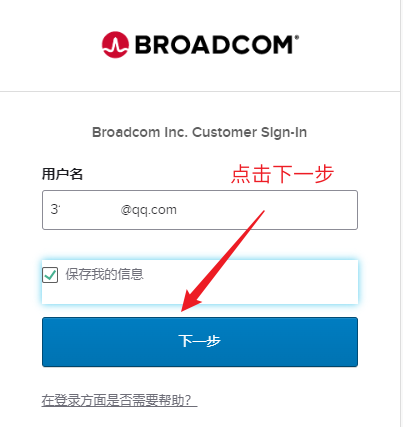 BROADCOM®
Broadcom Inc. Customer Sign-In
用户名
点击下一步
3 @qq.com
保存我的信息
下一步
在登录方面是否需要帮助？